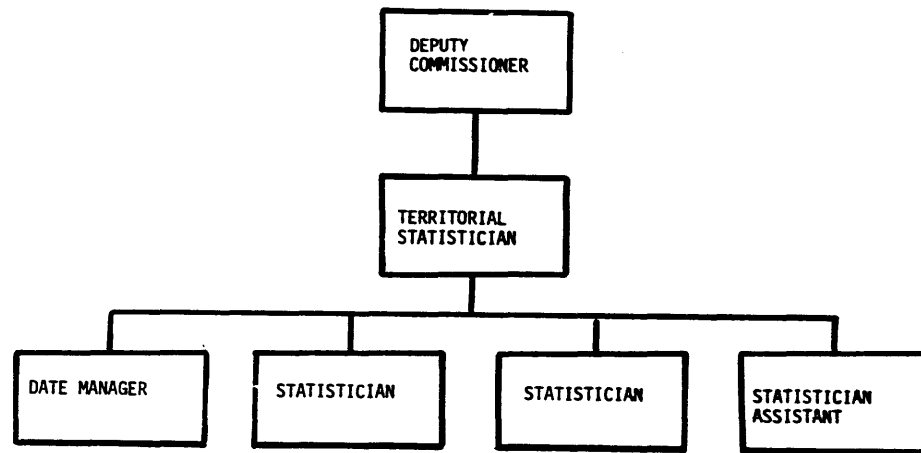 DEPUTY
COMMISSIONER
TERRITORIAL
STATISTICIAN
DATE MANAGER
STATISTICIAN
STATISTICIAN
STATISTICIAN
ASSISTANT